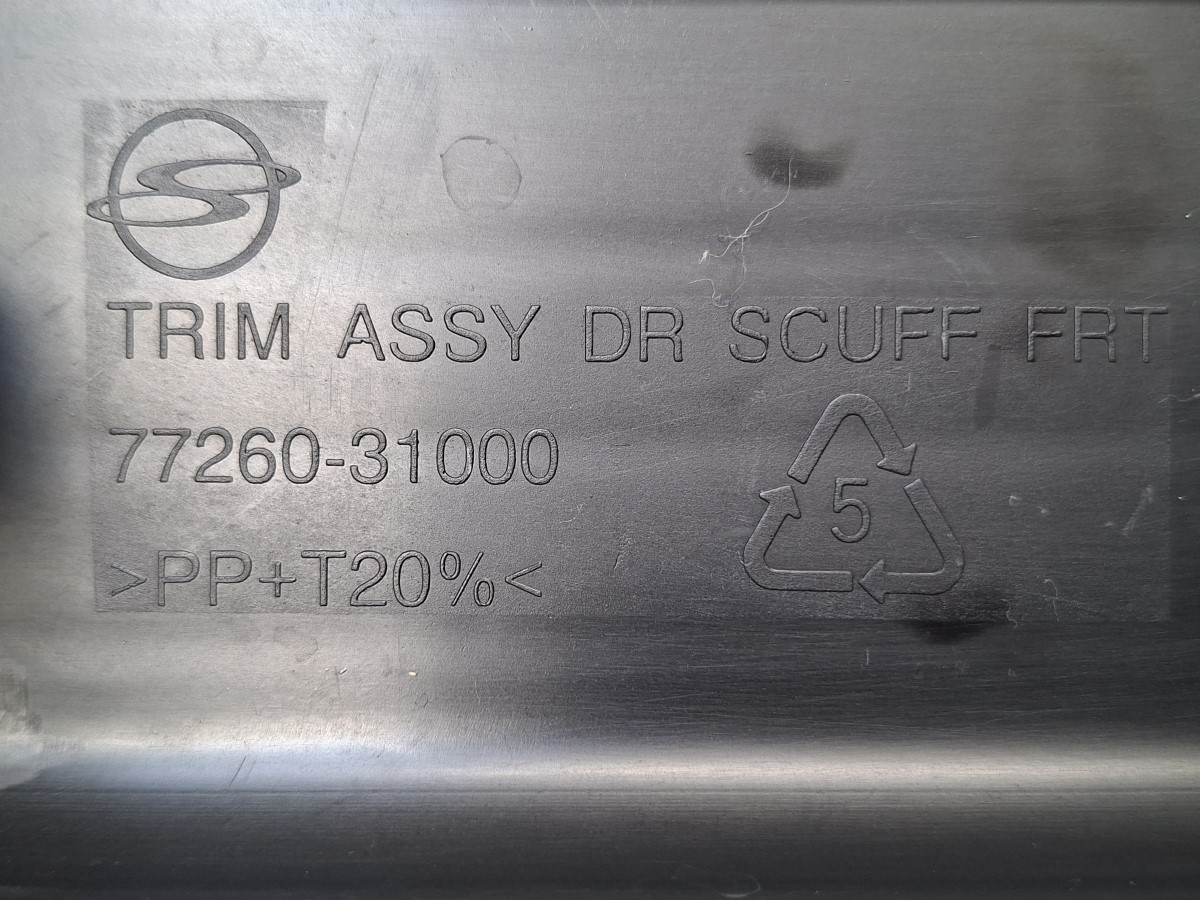 TRIM ASSY DR SCUFF FRT
77260-31000
>PP+T20%<
5